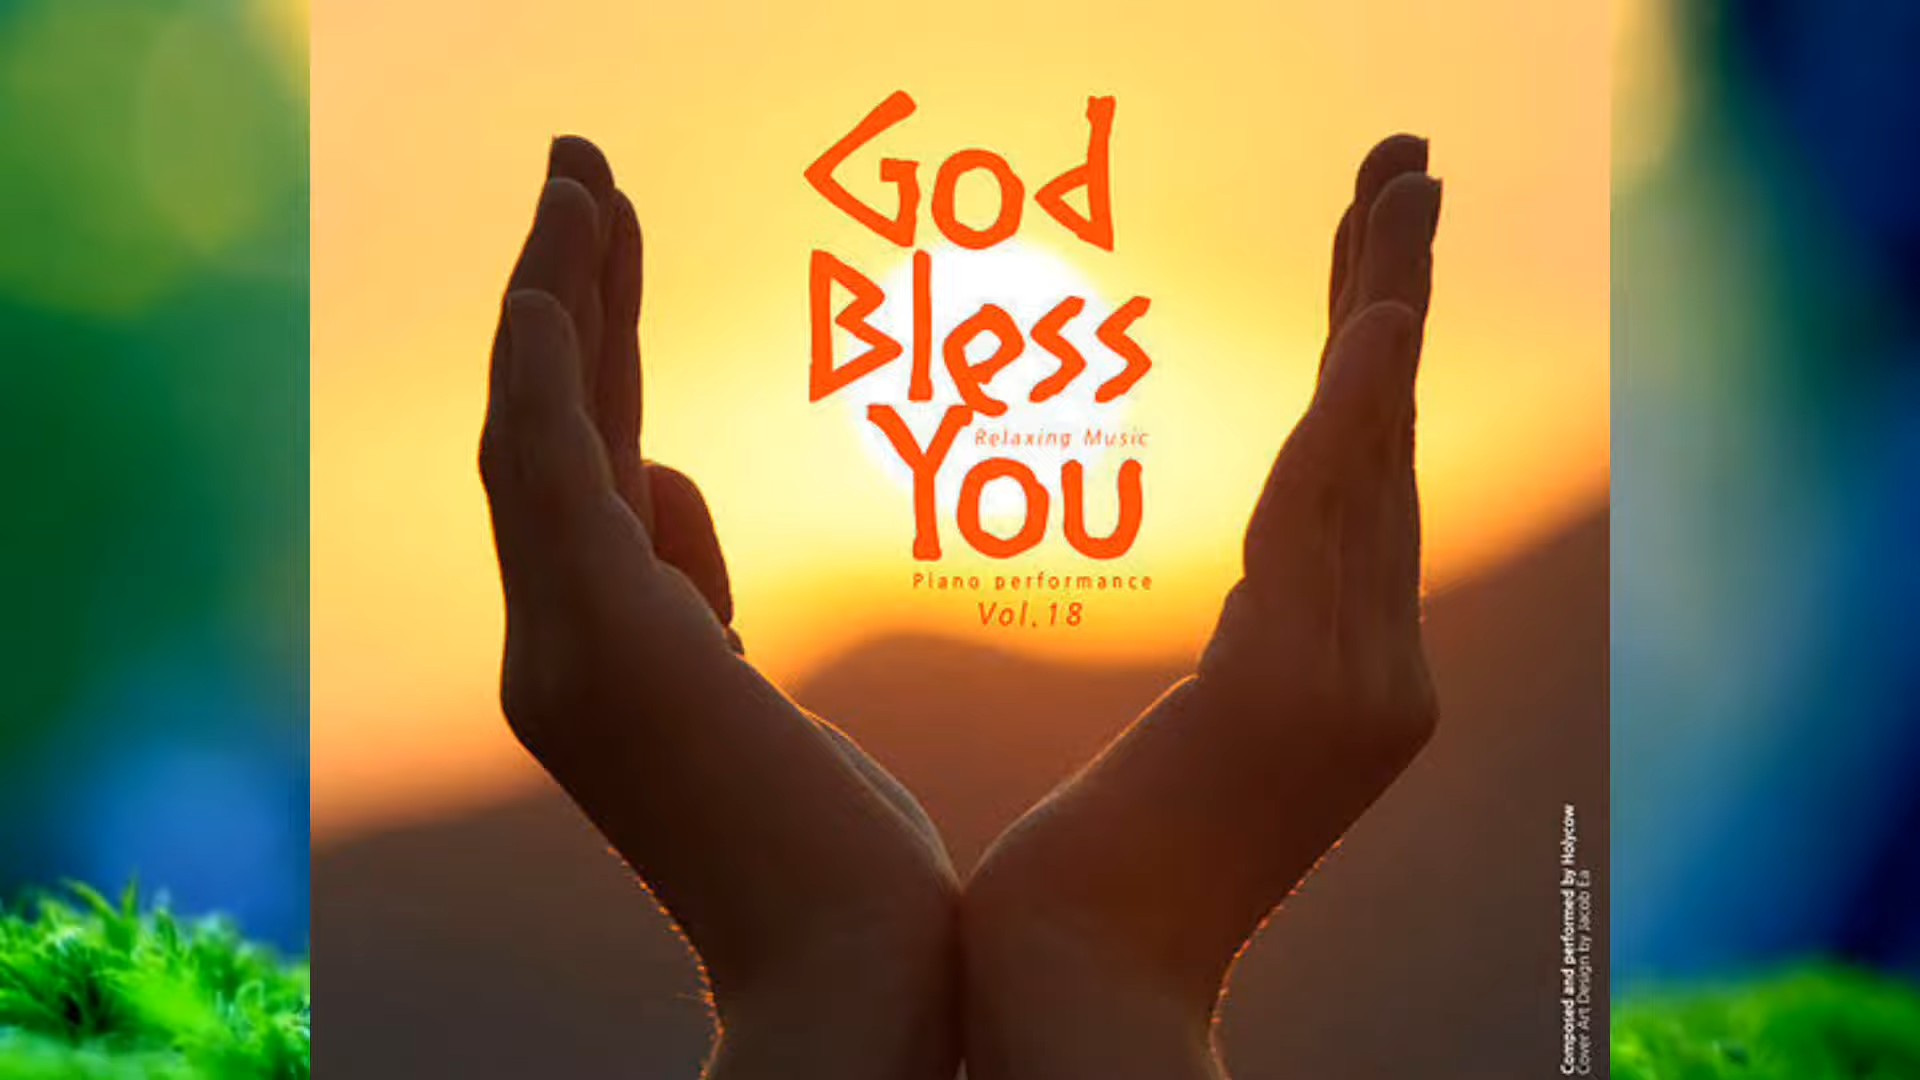 God
Bless
Relaxing Music
You
Piano performance
Vol.18
Composed and performed by Holycow
Cover Art Design by Jacob Ea